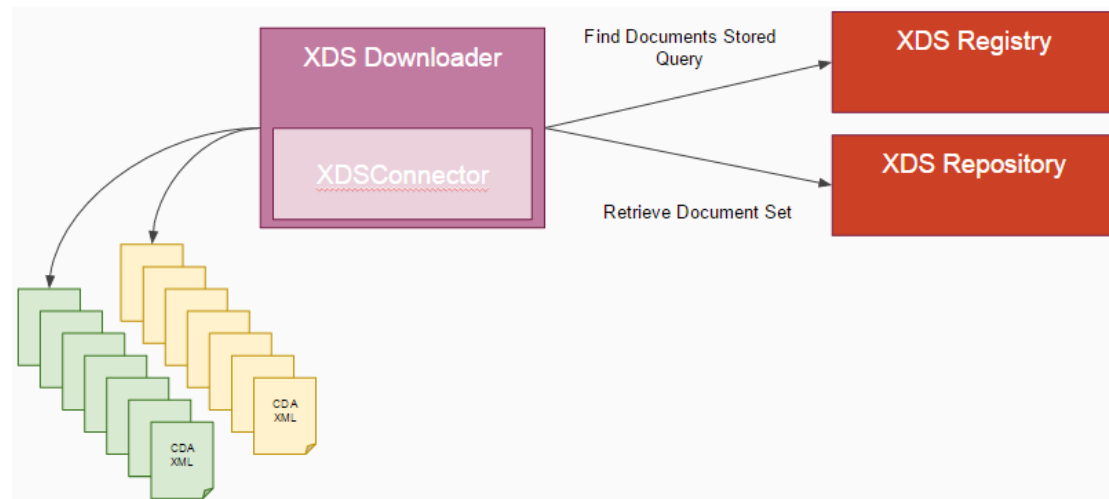 XDS Downloader
XDSConnector
Find Documents Stored
Query
Retrieve Document Set
XDS Registry
XDS Repository
CDA
XML
CDA
XML